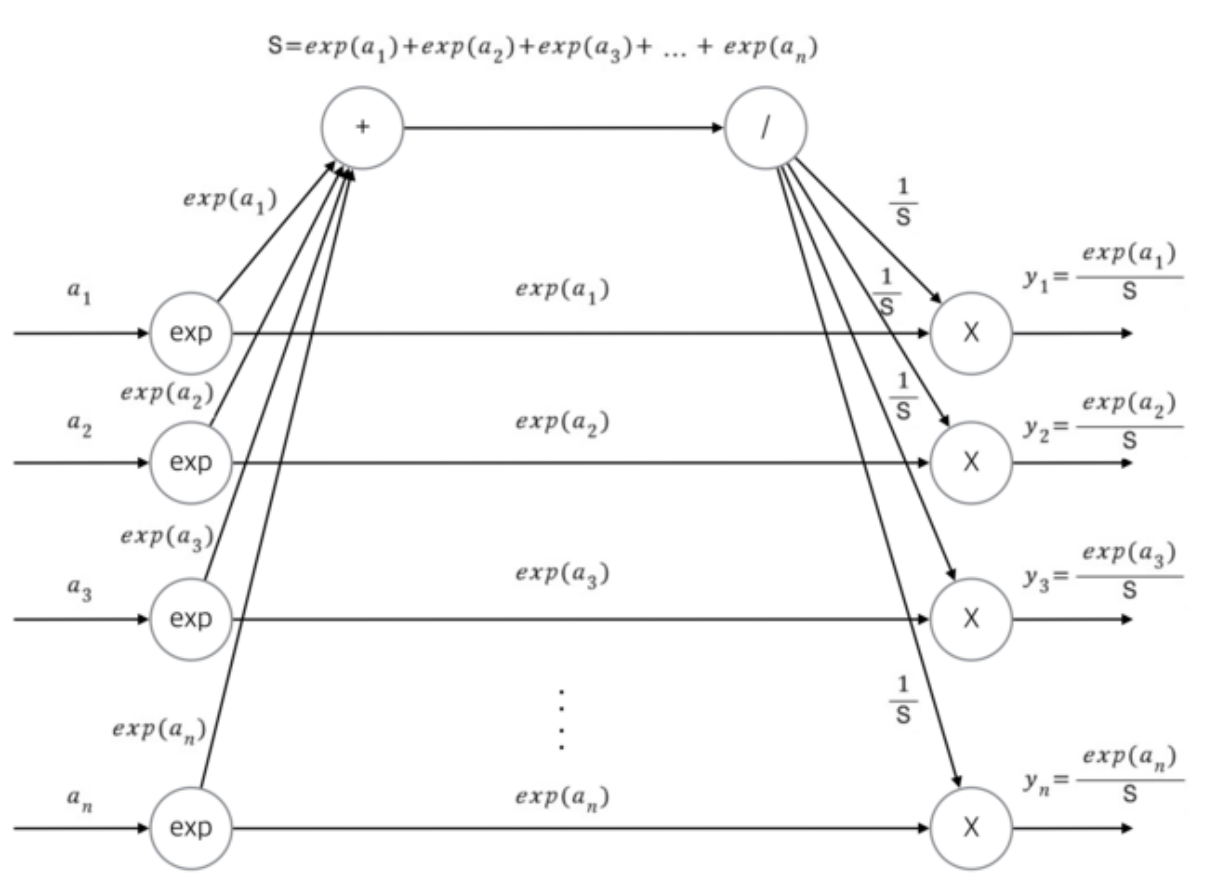 S=exp(a₁)+exp(a₂)+exp(a₃)+ ... + exp(aₙ)
+
/
exp(a₁)
1/S
a₁
exp
exp(a₁)
1/S
X
y₁= exp(a₁)/S
exp(a₂)
a₂
exp
exp(a₂)
1/S
X
y₂= exp(a₂)/S
exp(a₃)
a₃
exp
exp(a₃)
X
y₃= exp(a₃)/S
exp(aₙ)
1/S
aₙ
exp
exp(aₙ)
X
yₙ= exp(aₙ)/S